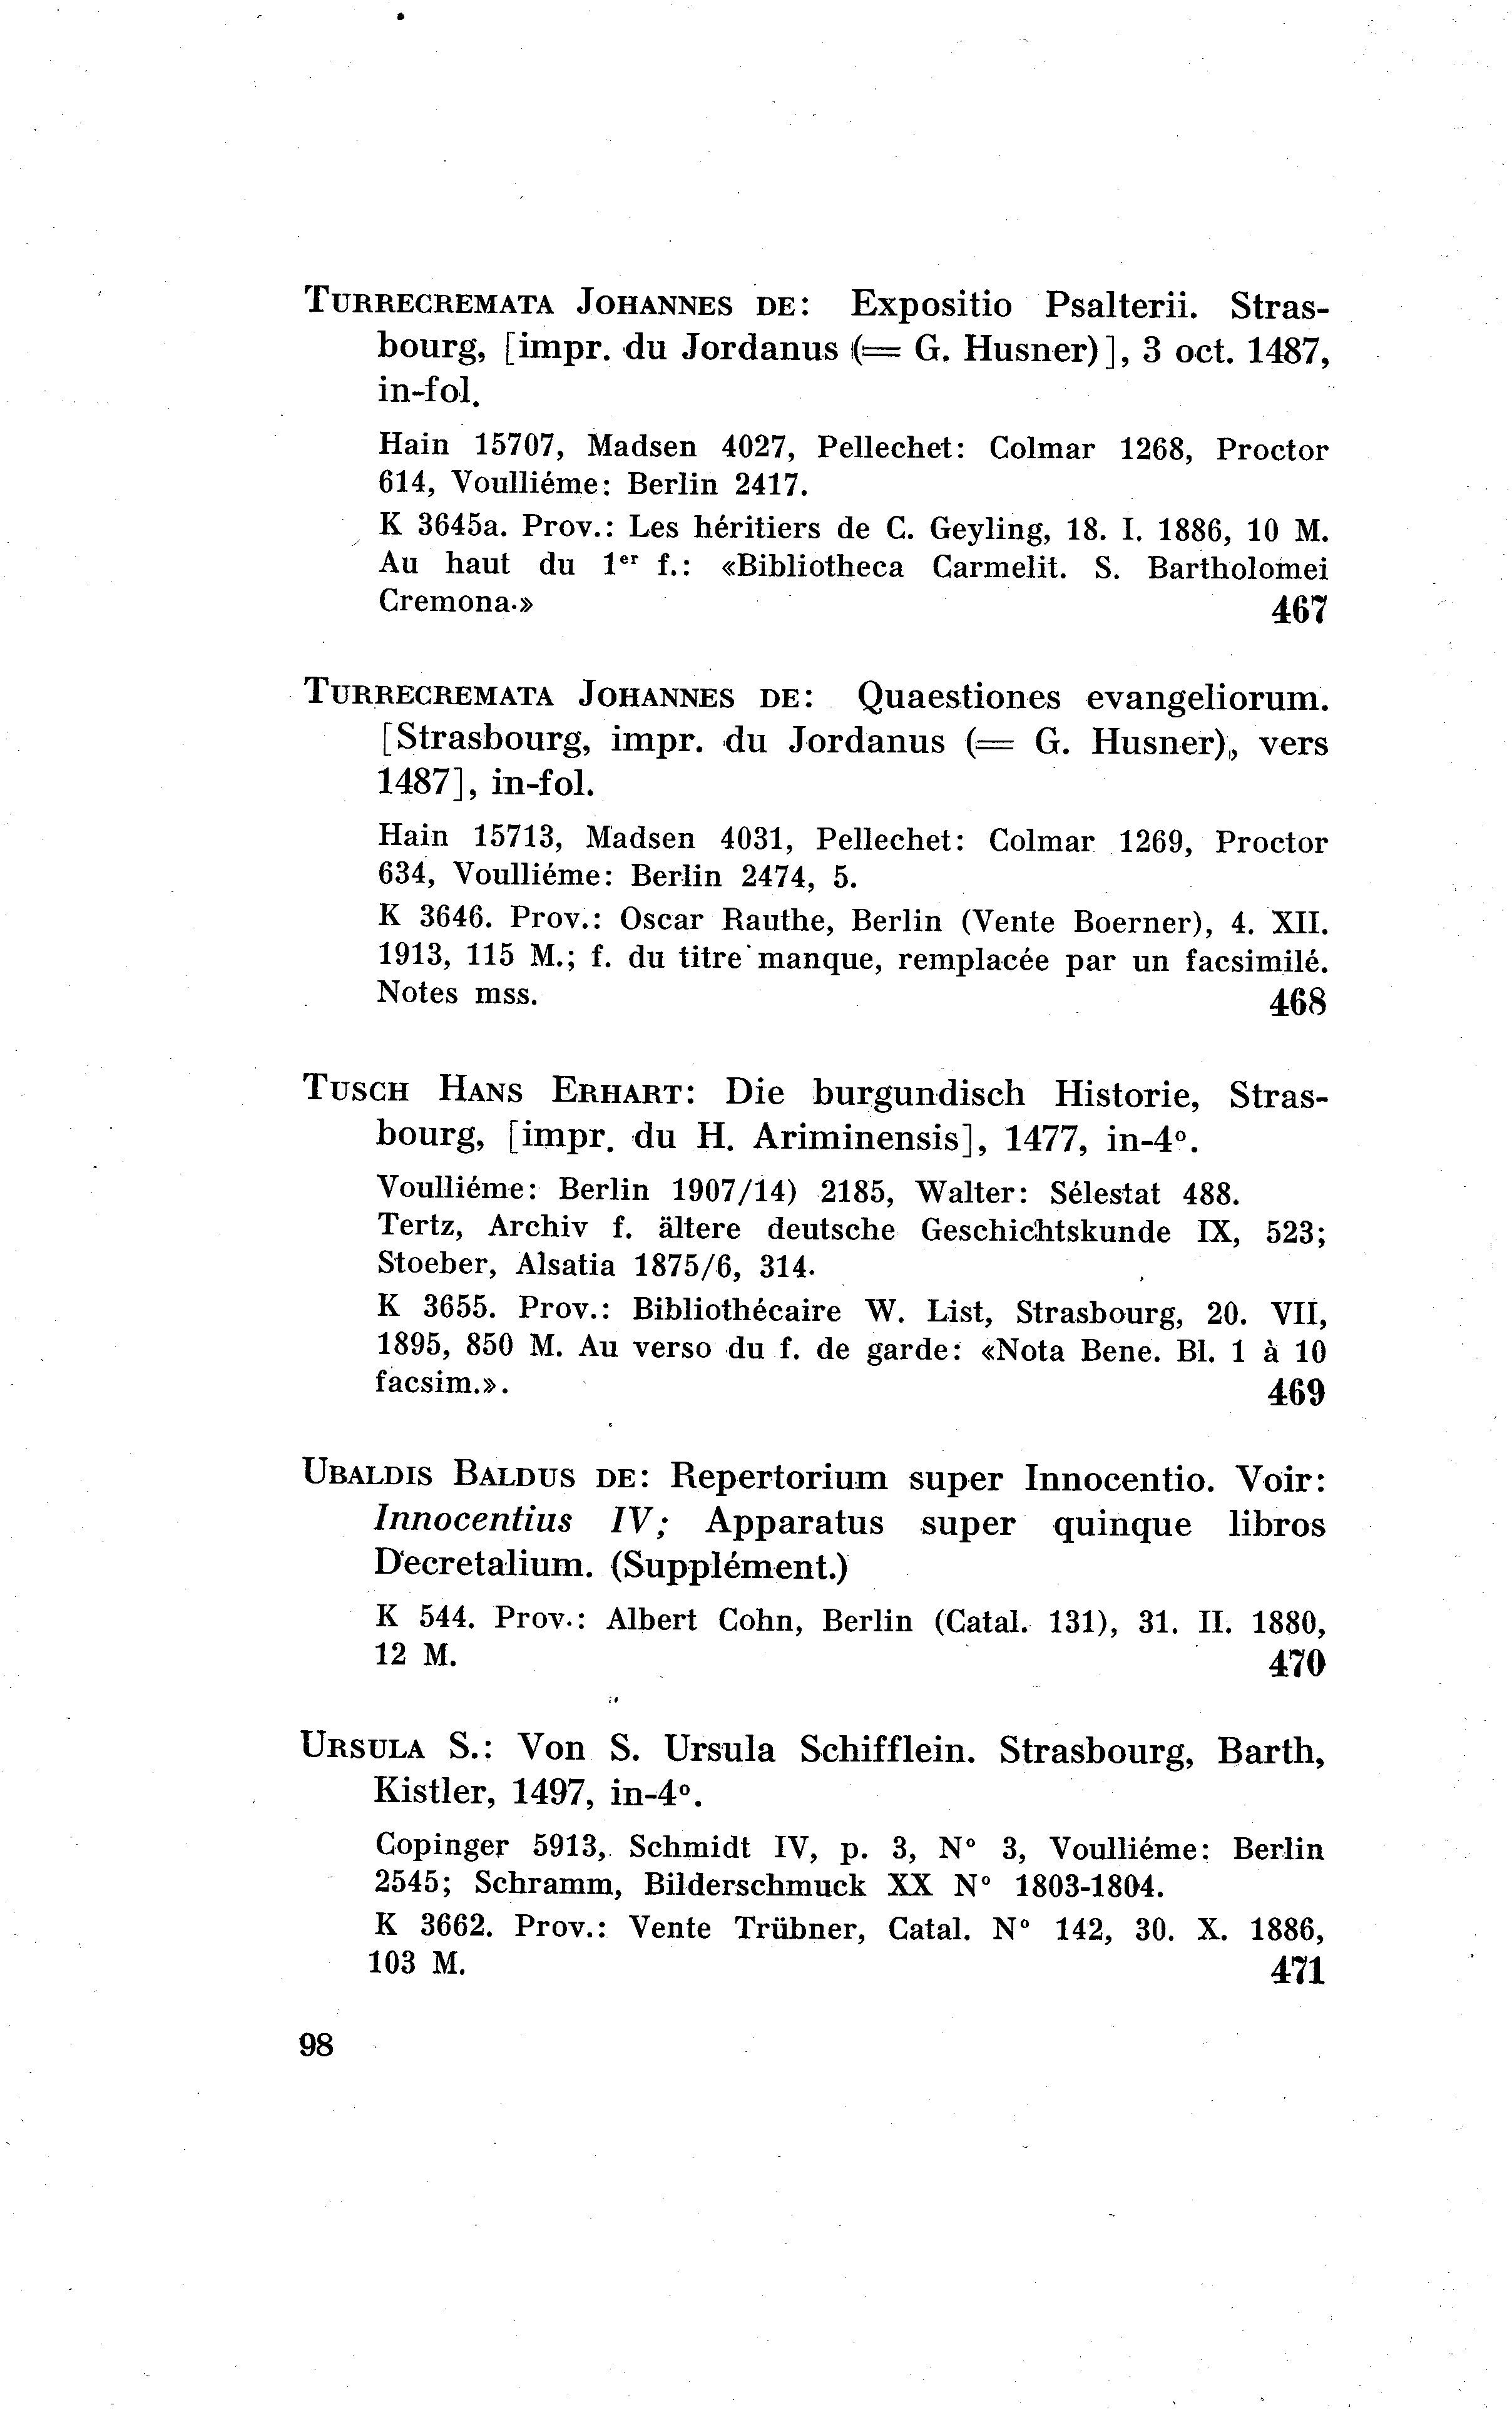 TURRECREMATA JOHANNES DE: Expositio Psalterii. Stras-
bourg, [impr. du Jordanus (= G. Husner)], 3 oct. 1487,
in-fol.
Hain 15707, Madsen 4027, Pellechet: Colmar 1268, Proctor
614, Voulliéme: Berlin 2417.
K 3645a. Prov.: Les héritiers de C. Geyling, 18. I. 1886, 10 M.
Au haut du 1er f.: «Bibliotheca Carmelit. S. Bartholomei
Cremona.» 467
TURRECREMATA JOHANNES DE: Quaestiones evangeliorum.
[Strasbourg, impr. du Jordanus (= G. Husner),, vers
1487], in-fol.
Hain 15713, Madsen 4031, Pellechet: Colmar 1269, Proctor
634, Voulliéme: Berlin 2474, 5.
K 3646. Prov.: Oscar Rauthe, Berlin (Vente Boerner), 4. XII.
1913, 115 M.; f. du titre manque, remplacée par un facsimilé.
Notes mss. 468
TUSCH HANS ERHART: Die burgundisch Historie, Stras-
bourg, [impr. du H. Ariminensis], 1477, in-4°.
Voulliéme: Berlin 1907/14) 2185, Walter: Sélestat 488.
Tertz, Archiv f. ältere deutsche Geschichtskunde IX, 523;
Stoeber, Alsatia 1875/6, 314.
K 3655. Prov.: Bibliothécaire W. List, Strasbourg, 20. VII,
1895, 850 M. Au verso du f. de garde: «Nota Bene. Bl. 1 à 10
facsim.». 469
UBALDIS BALDUS DE: Repertorium super Innocentio. Voir:
Innocentius IV; Apparatus super quinque libros
Decretalium. (Supplément.)
K 544. Prov.: Albert Cohn, Berlin (Catal. 131), 31. II. 1880,
12 M. 470
URSULA S.: Von S. Ursula Schifflein. Strasbourg, Barth,
Kistler, 1497, in-4°.
Copinger 5913, Schmidt IV, p. 3, N° 3, Voulliéme: Berlin
2545; Schramm, Bilderschmuck XX N° 1803-1804.
K 3662. Prov.: Vente Trübner, Catal. N° 142, 30. X. 1886,
103 M. 471
98